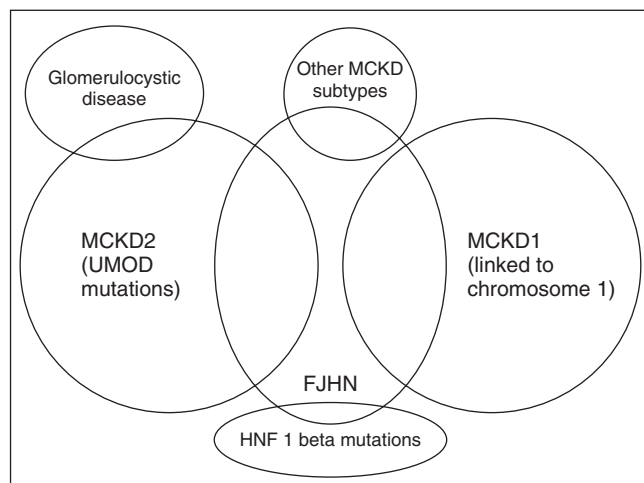 Glomerulocystic
disease
Other MCKD
subtypes
MCKD2
(UMOD
mutations)
MCKD1
(linked to
chromosome 1)
FJHN
HNF 1 beta mutations